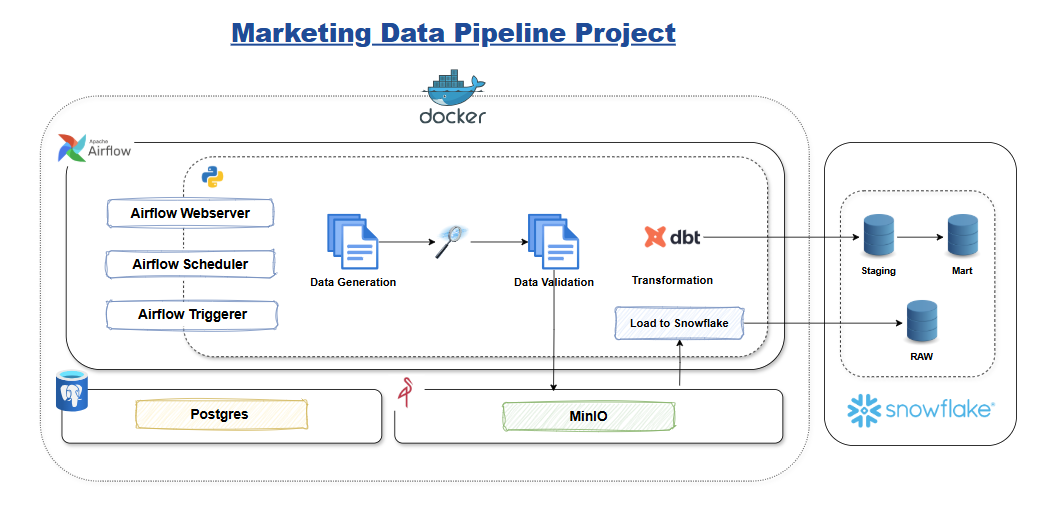 Marketing Data Pipeline Project
docker
Apache
Airflow
Airflow Webserver
Airflow Scheduler
Airflow Triggerer
Data Generation
Data Validation
dbt
Transformation
Load to Snowflake
Staging
Mart
RAW
snowflake®
Postgres
MinIO